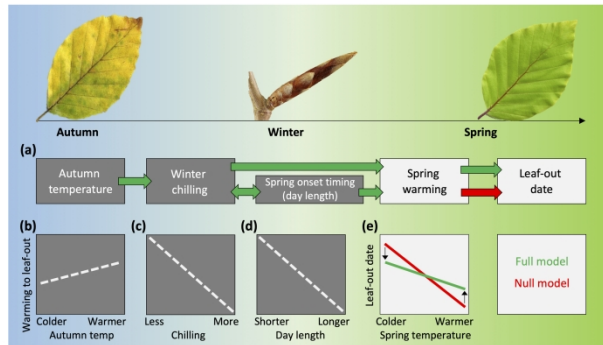 Autumn
Winter
Spring
(a)
Autumn
temperature
Winter
chilling
Spring onset timing
(day length)
Spring
warming
Leaf-out
date
(b)
(c)
(d)
(e)
Warming to leaf-out
Colder Warmer
Autumn temp
Less More
Chilling
Shorter Longer
Day length
Leaf-out date
Colder Warmer
Spring temperature
Full model
Null model